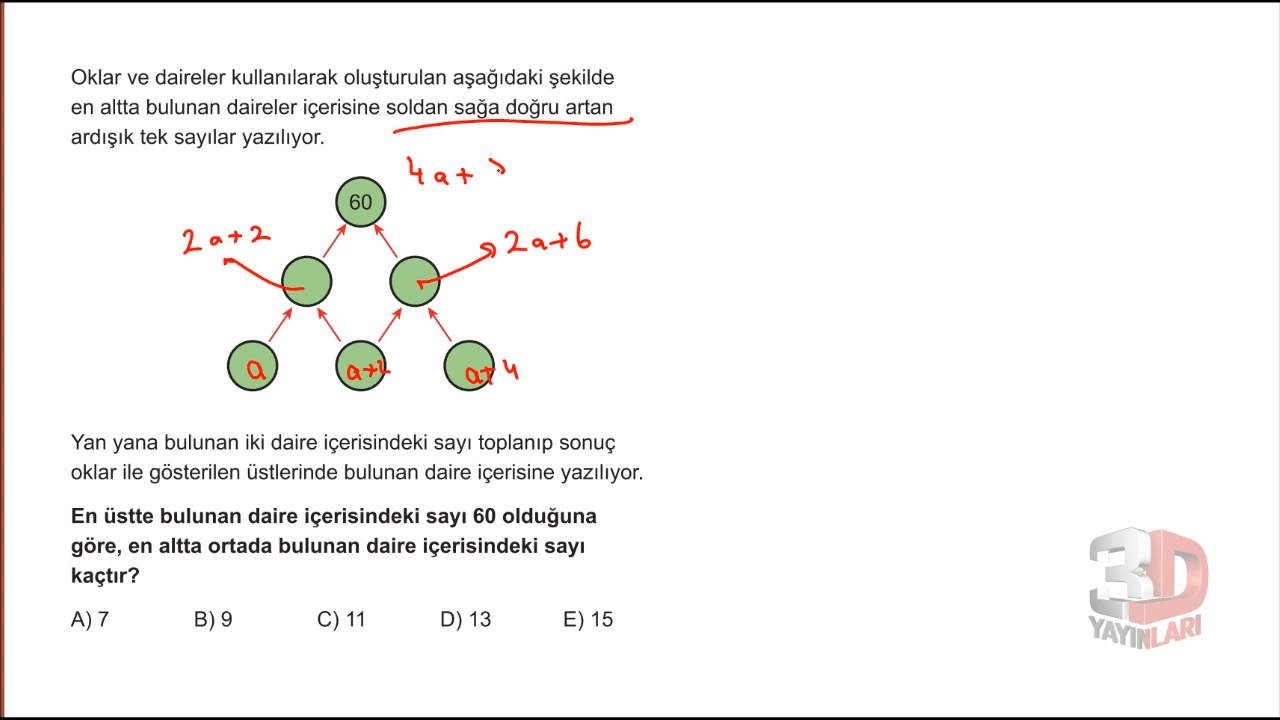 Oklar ve daireler kullanılarak oluşturulan aşağıdaki şekilde
en altta bulunan daireler içerisine soldan sağa doğru artan
ardışık tek sayılar yazılıyor.
4a+
60
2a+2
2a+6
a
a+2
a+4
Yan yana bulunan iki daire içerisindeki sayı toplanıp sonuç
oklar ile gösterilen üstlerinde bulunan daire içerisine yazılıyor.
En üstte bulunan daire içerisindeki sayı 60 olduğuna
göre, en altta ortada bulunan daire içerisindeki sayı
kaçtır?
A) 7 B) 9 C) 11 D) 13 E) 15
3D
YAYINLARI